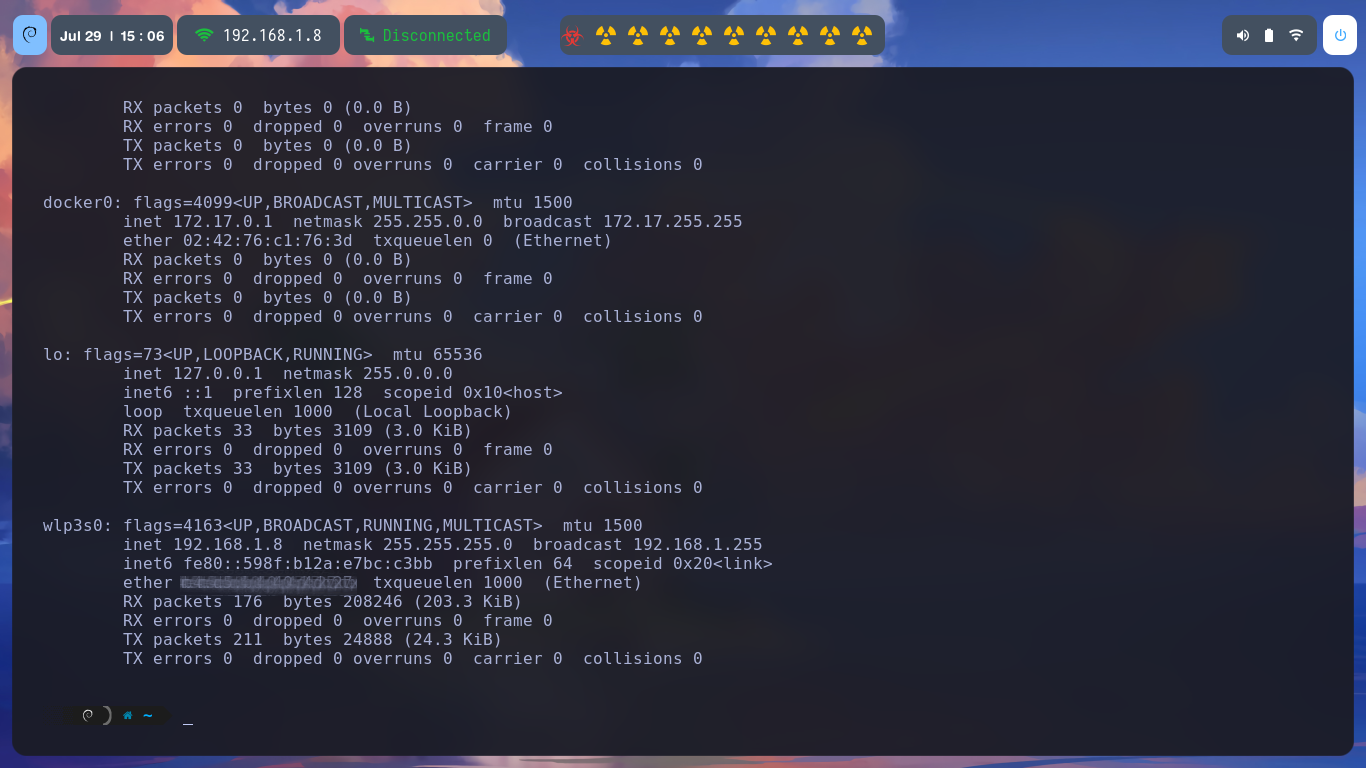 Jul 29 | 15 : 06 192.168.1.8 Disconnected
RX packets 0  bytes 0 (0.0 B)
RX errors 0  dropped 0  overruns 0  frame 0
TX packets 0  bytes 0 (0.0 B)
TX errors 0  dropped 0 overruns 0  carrier 0  collisions 0
docker0: flags=4099<UP,BROADCAST,MULTICAST>  mtu 1500
inet 172.17.0.1  netmask 255.255.0.0  broadcast 172.17.255.255
ether 02:42:76:c1:76:3d  txqueuelen 0  (Ethernet)
RX packets 0  bytes 0 (0.0 B)
RX errors 0  dropped 0  overruns 0  frame 0
TX packets 0  bytes 0 (0.0 B)
TX errors 0  dropped 0 overruns 0  carrier 0  collisions 0
lo: flags=73<UP,LOOPBACK,RUNNING>  mtu 65536
inet 127.0.0.1  netmask 255.0.0.0
inet6 ::1  prefixlen 128  scopeid 0x10<host>
loop  txqueuelen 1000  (Local Loopback)
RX packets 33  bytes 3109 (3.0 KiB)
RX errors 0  dropped 0  overruns 0  frame 0
TX packets 33  bytes 3109 (3.0 KiB)
TX errors 0  dropped 0 overruns 0  carrier 0  collisions 0
wlp3s0: flags=4163<UP,BROADCAST,RUNNING,MULTICAST>  mtu 1500
inet 192.168.1.8  netmask 255.255.255.0  broadcast 192.168.1.255
inet6 fe80::598f:b12a:e7bc:c3bb  prefixlen 64  scopeid 0x20<link>
ether  txqueuelen 1000  (Ethernet)
RX packets 176  bytes 208246 (203.3 KiB)
RX errors 0  dropped 0  overruns 0  frame 0
TX packets 211  bytes 24888 (24.3 KiB)
TX errors 0  dropped 0 overruns 0  carrier 0  collisions 0
~ _